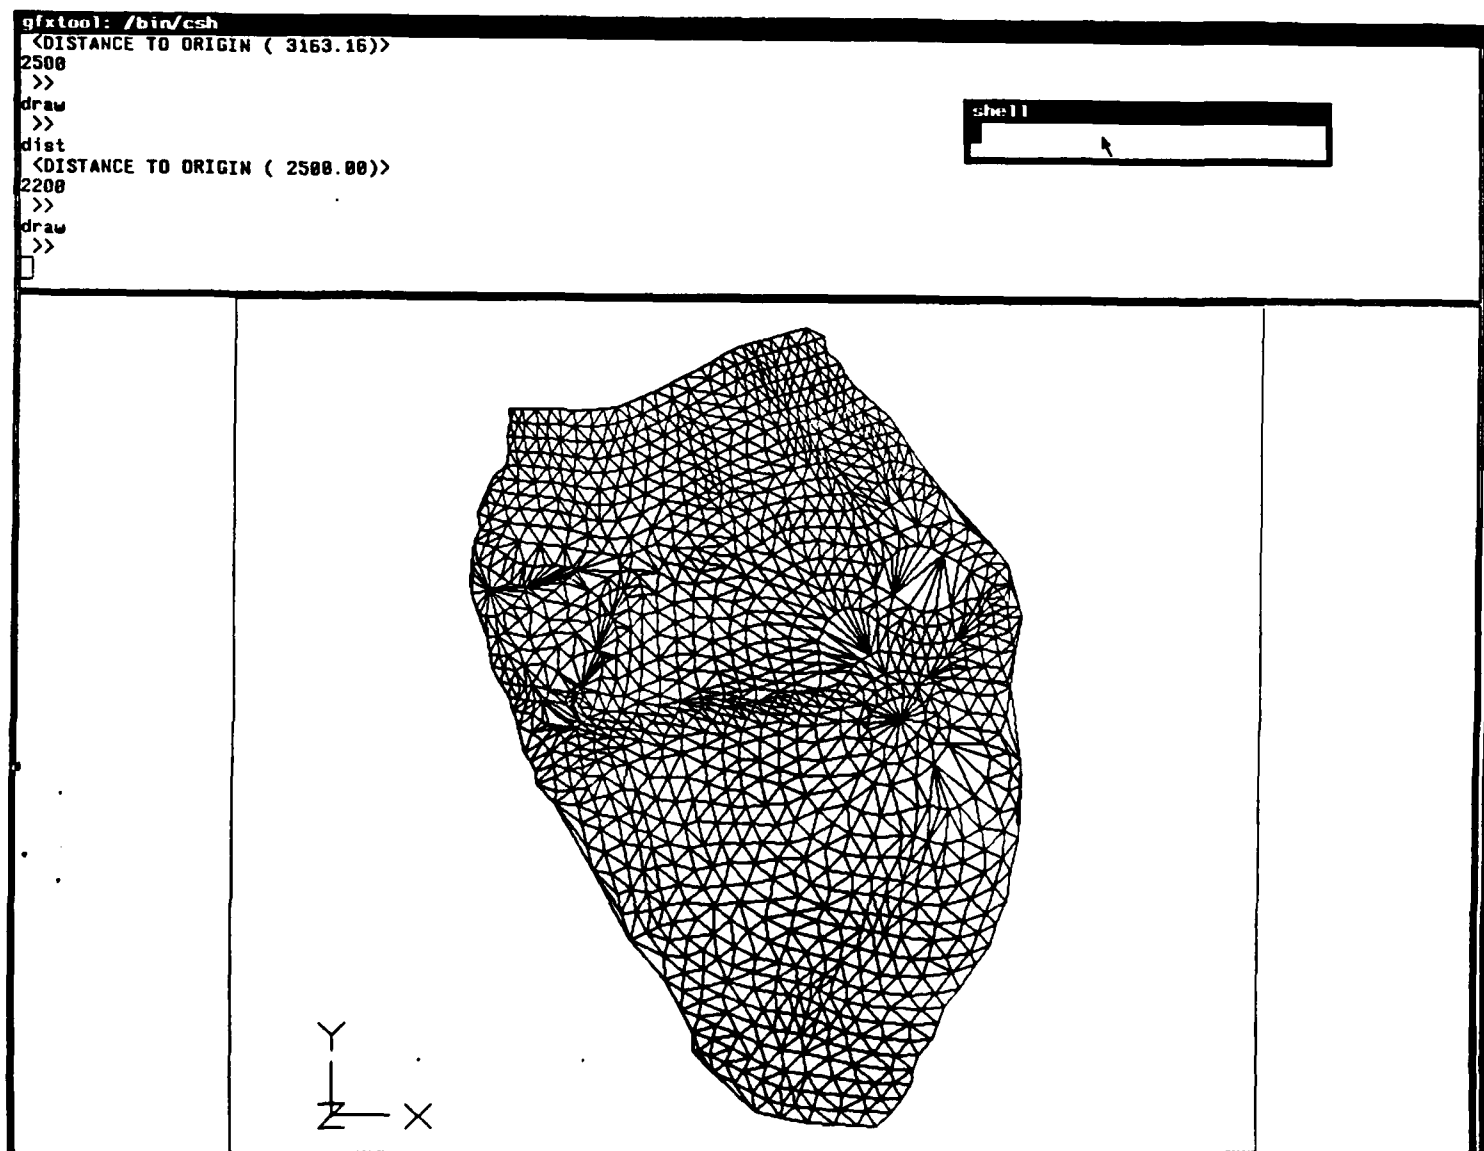 gfxtool: /bin/csh
<DISTANCE TO ORIGIN ( 3163.16)>
2500
>>
draw
>>
dist
<DISTANCE TO ORIGIN ( 2500.00)>
2200
>>
draw
>>
shell
Y
Z X